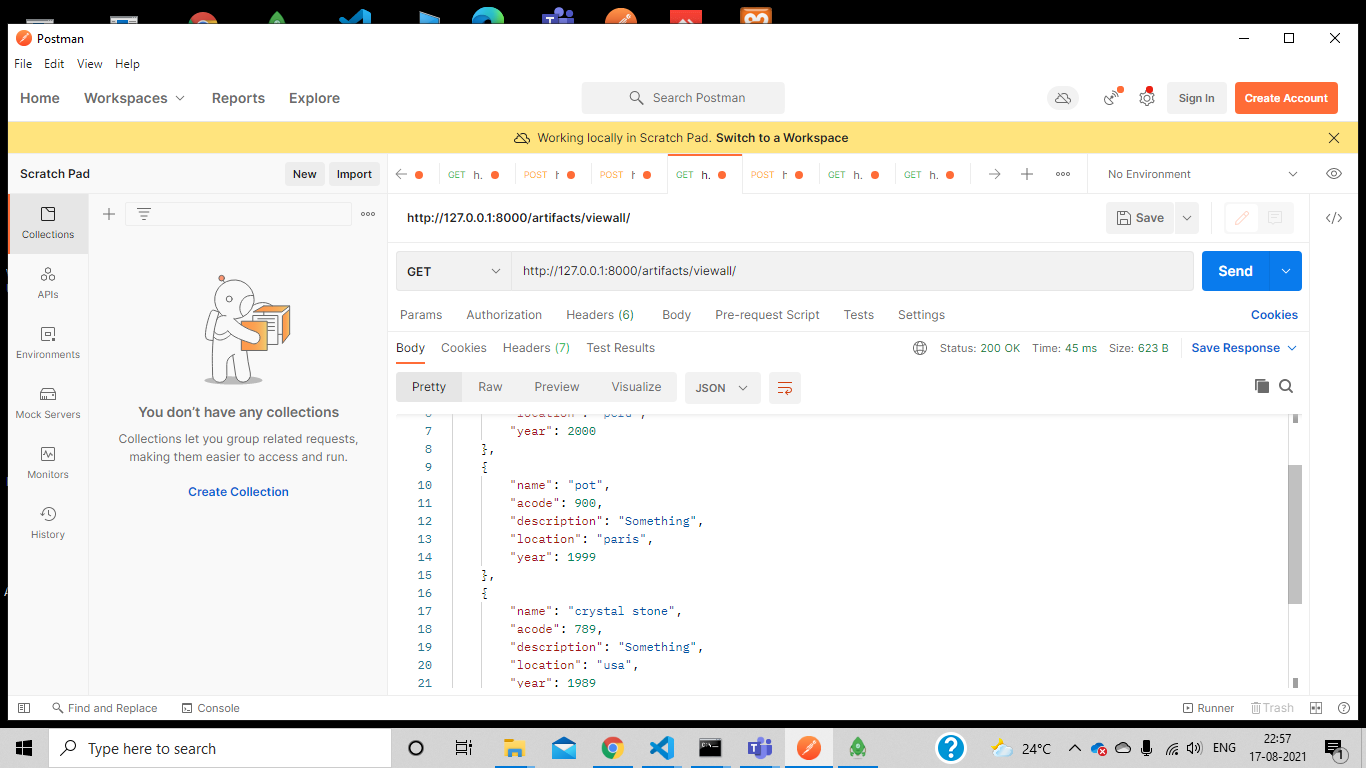 Postman
File Edit View Help
Home Workspaces Reports Explore Search Postman Sign In Create Account
Working locally in Scratch Pad. Switch to a Workspace
Scratch Pad New Import GET h. POST h POST h GET h. POST h GET h. GET h. No Environment
http://127.0.0.1:8000/artifacts/viewall/ Save
Collections
APIs
Environments
Mock Servers
Monitors
History
You don't have any collections
Collections let you group related requests,
making them easier to access and run.
Create Collection
GET http://127.0.0.1:8000/artifacts/viewall/ Send
Params Authorization Headers (6) Body Pre-request Script Tests Settings Cookies
Body Cookies Headers (7) Test Results Status: 200 OK Time: 45 ms Size: 623 B Save Response
Pretty Raw Preview Visualize JSON
6 "location": "peru",
7 "year": 2000
8 },
9 {
10 "name": "pot",
11 "acode": 900,
12 "description": "Something",
13 "location": "paris",
14 "year": 1999
15 },
16 {
17 "name": "crystal stone",
18 "acode": 789,
19 "description": "Something",
20 "location": "usa",
21 "year": 1989
Find and Replace Console Runner Trash
Type here to search 24°C ENG 22:57
17-08-2021 1